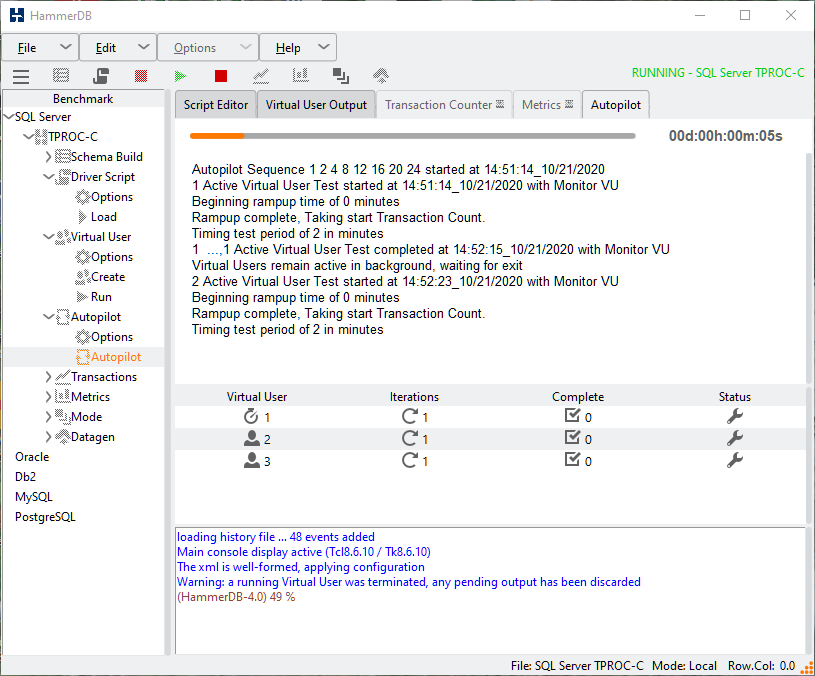 HammerDB
File Edit Options Help
RUNNING - SQL Server TPROC-C
Benchmark
SQL Server
TPROC-C
Schema Build
Driver Script
Options
Load
Virtual User
Options
Create
Run
Autopilot
Options
Autopilot
Transactions
Metrics
Mode
Datagen
Oracle
Db2
MySQL
PostgreSQL
Script Editor Virtual User Output Transaction Counter Metrics Autopilot
00d:00h:00m:05s
Autopilot Sequence 1 2 4 8 12 16 20 24 started at 14:51:14_10/21/2020
1 Active Virtual User Test started at 14:51:14_10/21/2020 with Monitor VU
Beginning rampup time of 0 minutes
Rampup complete, Taking start Transaction Count.
Timing test period of 2 in minutes
1 ...,1 Active Virtual User Test completed at 14:52:15_10/21/2020 with Monitor VU
Virtual Users remain active in background, waiting for exit
2 Active Virtual User Test started at 14:52:23_10/21/2020 with Monitor VU
Beginning rampup time of 0 minutes
Rampup complete, Taking start Transaction Count.
Timing test period of 2 in minutes
Virtual User Iterations Complete Status
1 1 0
2 1 0
3 1 0
loading history file ... 48 events added
Main console display active (Tcl8.6.10 / Tk8.6.10)
The xml is well-formed, applying configuration
Warning: a running Virtual User was terminated, any pending output has been discarded
(HammerDB-4.0) 49 %
File: SQL Server TPROC-C Mode: Local Row.Col: 0.0